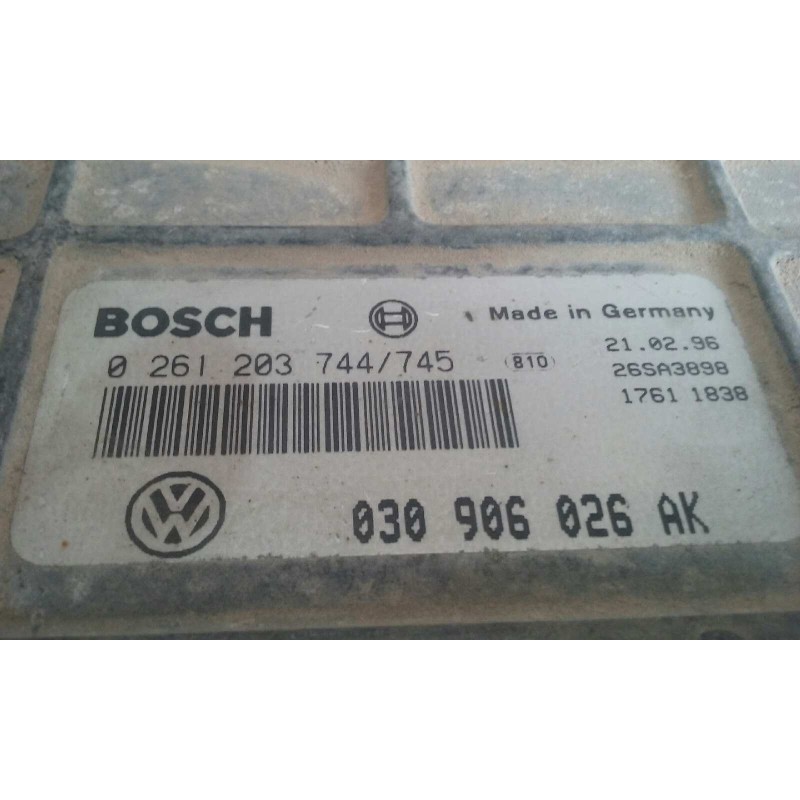 BOSCH
Made in Germany
0 261 203 744/745
810
21.02.96
26SA3898
1761 1838
VW
030 906 026 AK